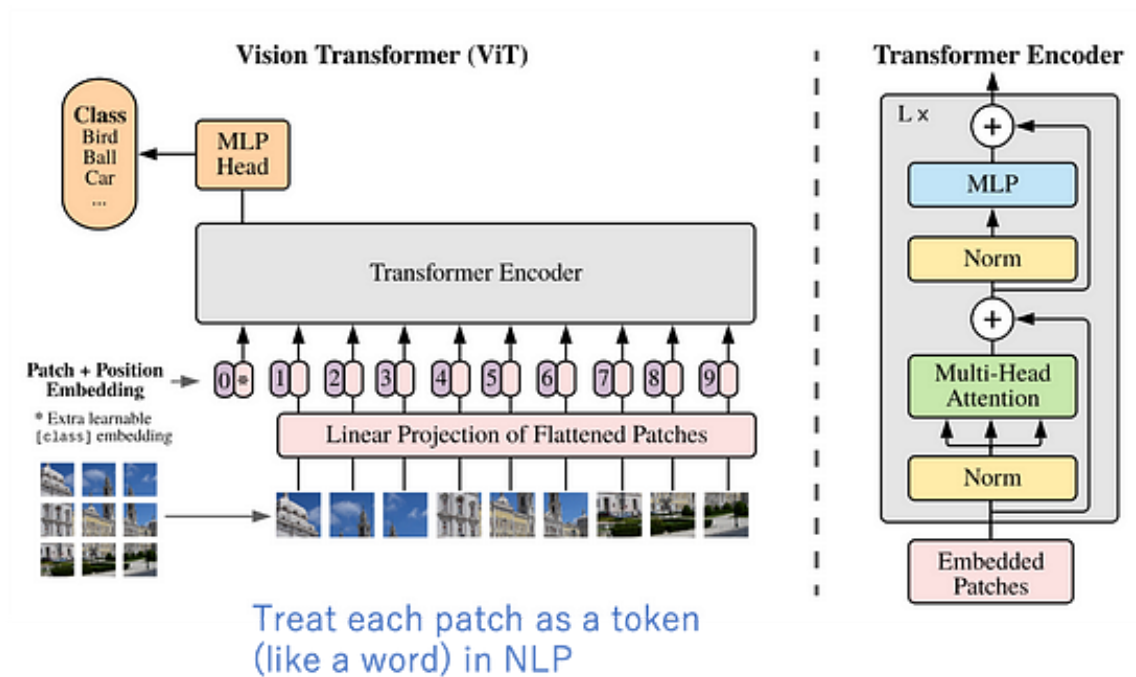 Vision Transformer (ViT)
Class
Bird
Ball
Car
...
MLP
Head
Transformer Encoder
Patch + Position
Embedding
* Extra learnable
[class] embedding
0 * 1 2 3 4 5 6 7 8 9
Linear Projection of Flattened Patches
Treat each patch as a token
(like a word) in NLP
Transformer Encoder
L x
+
MLP
Norm
+
Multi-Head
Attention
Norm
Embedded
Patches